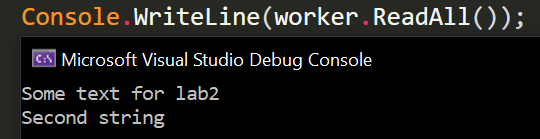 Console.WriteLine(worker.ReadAll());
C:\ Microsoft Visual Studio Debug Console
Some text for lab2
Second string